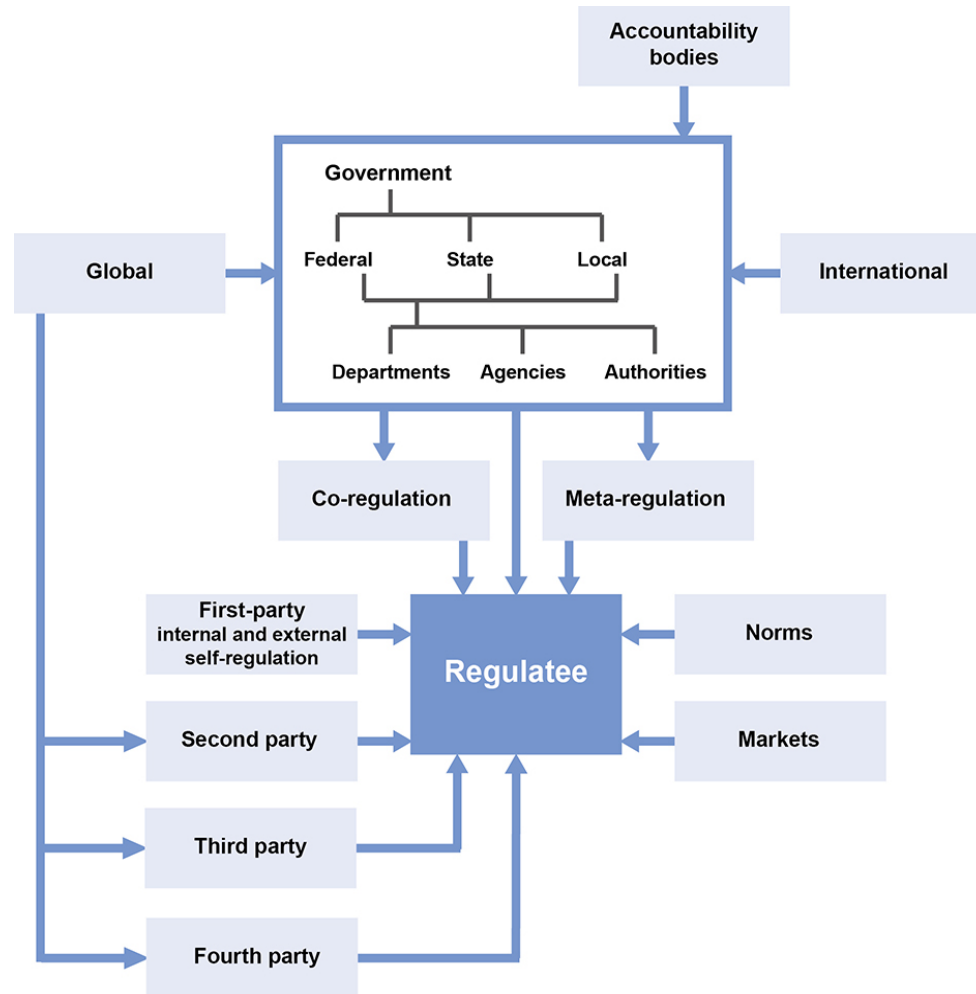 Accountability
bodies
Government
Federal State Local
Global
International
Departments Agencies Authorities
Co-regulation
Meta-regulation
First-party
internal and external
self-regulation
Regulatee
Norms
Second party
Markets
Third party
Fourth party